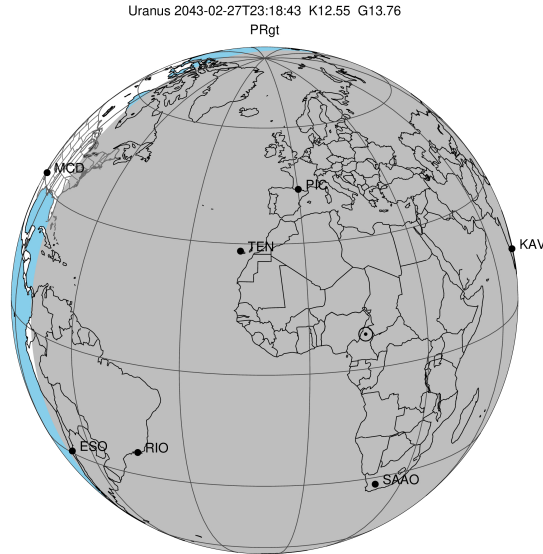 Uranus 2043-02-27T23:18:43 K12.55 G13.76
PRgt
MCD
PIC
TEN
KAV
ESO
RIO
SAAO